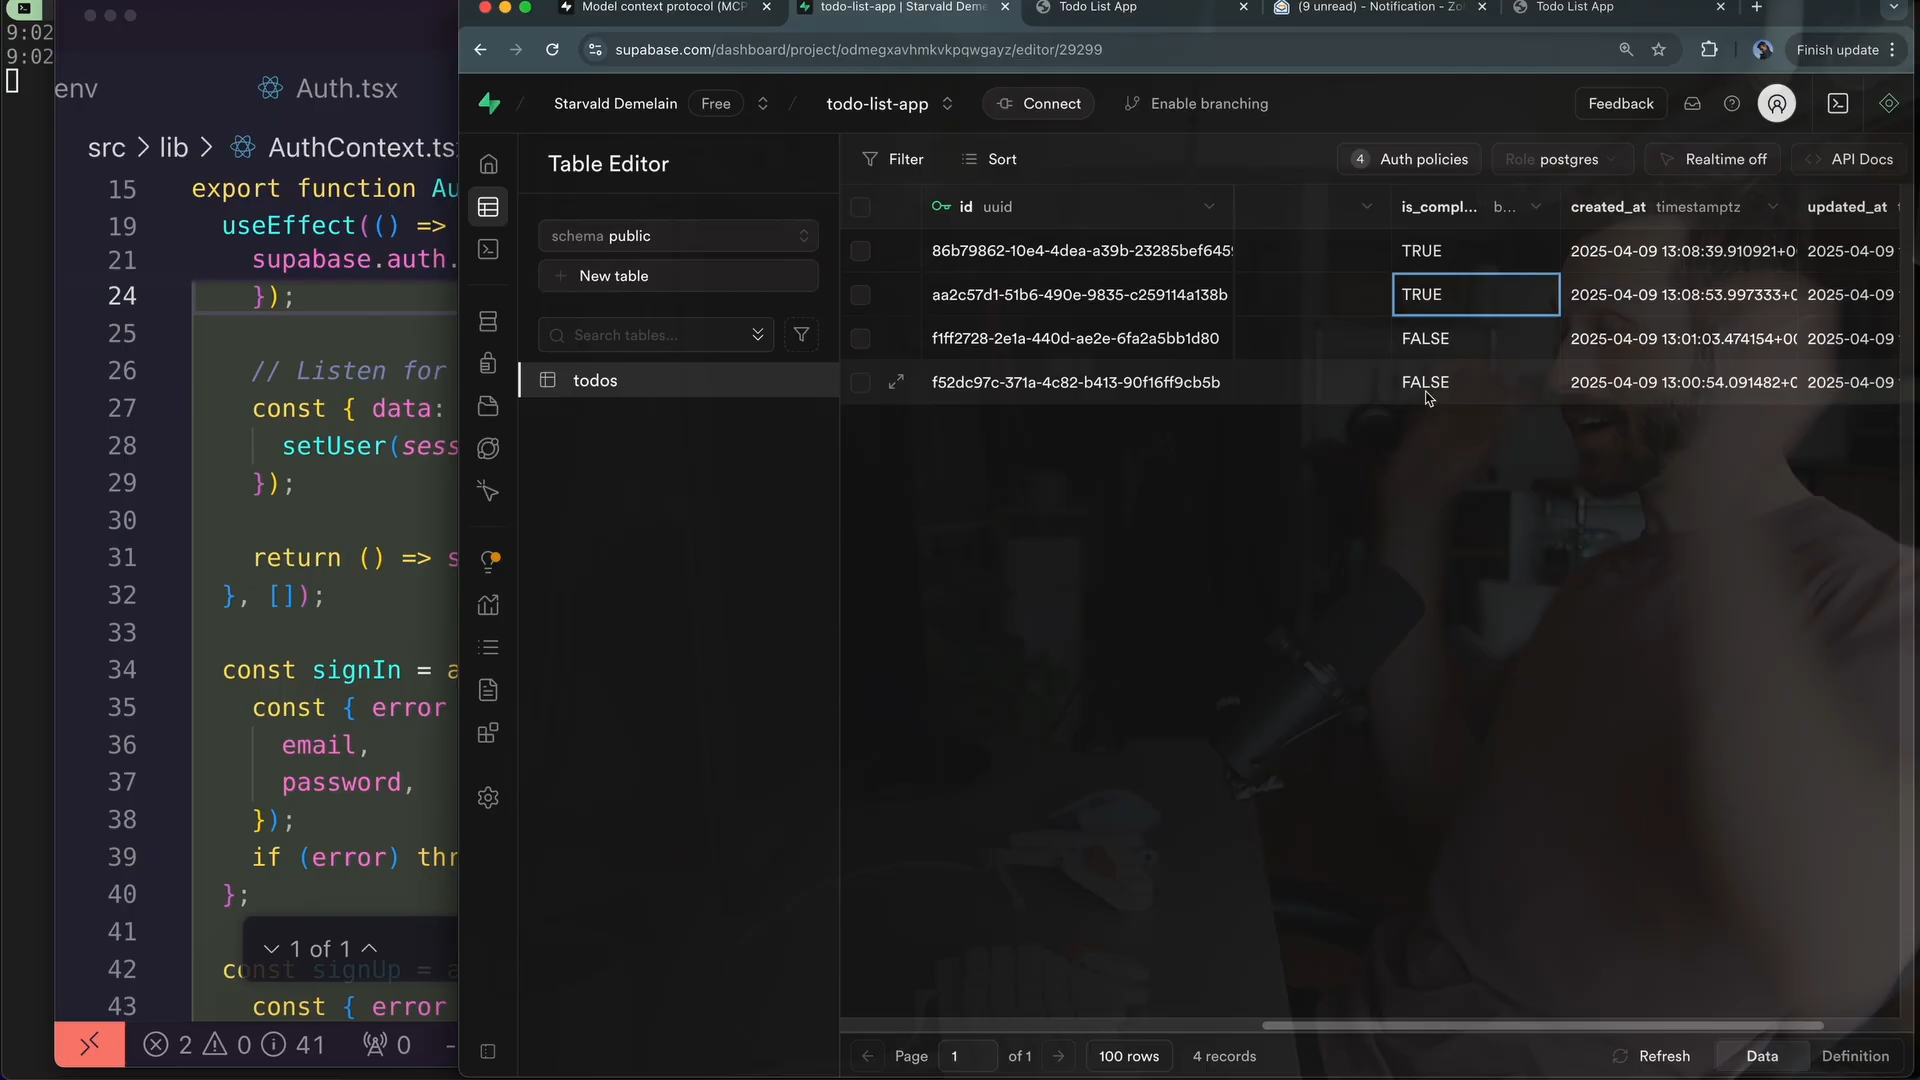 9:02
9:02
env
Auth.tsx
src > lib > AuthContext.ts
15 export function Au
19 useEffect(() =>
21 supabase.auth.
24 });
25
26 // Listen for
27 const { data:
28 setUser(sess
29 });
30
31 return () => s
32 }, []);
33
34 const signIn = a
35 const { error
36 email,
37 password,
38 });
39 if (error) thr
40 };
41
1 of 1
42 const signUp = a
43 const { error
2 0 41 0
Model context protocol (MCP
todo-list-app | Starvald Deme
Todo List App
(9 unread) - Notification - Zo
Todo List App
supabase.com/dashboard/project/odmegxavhmkvkpqwgayz/editor/29299
Finish update
Starvald Demelain Free
todo-list-app
Connect
Enable branching
Feedback
Table Editor
schema public
New table
Search tables...
todos
Filter
Sort
4 Auth policies
Role postgres
Realtime off
API Docs
id uuid is_compl... b... created_at timestamptz updated_at
86b79862-10e4-4dea-a39b-23285bef645 TRUE 2025-04-09 13:08:39.910921+0 2025-04-09
aa2c57d1-51b6-490e-9835-c259114a138b TRUE 2025-04-09 13:08:53.997333+0 2025-04-09
f1ff2728-2e1a-440d-ae2e-6fa2a5bb1d80 FALSE 2025-04-09 13:01:03.474154+00 2025-04-09
f52dc97c-371a-4c82-b413-90f16ff9cb5b FALSE 2025-04-09 13:00:54.091482+0 2025-04-09
Page 1 of 1
100 rows
4 records
Refresh
Data
Definition